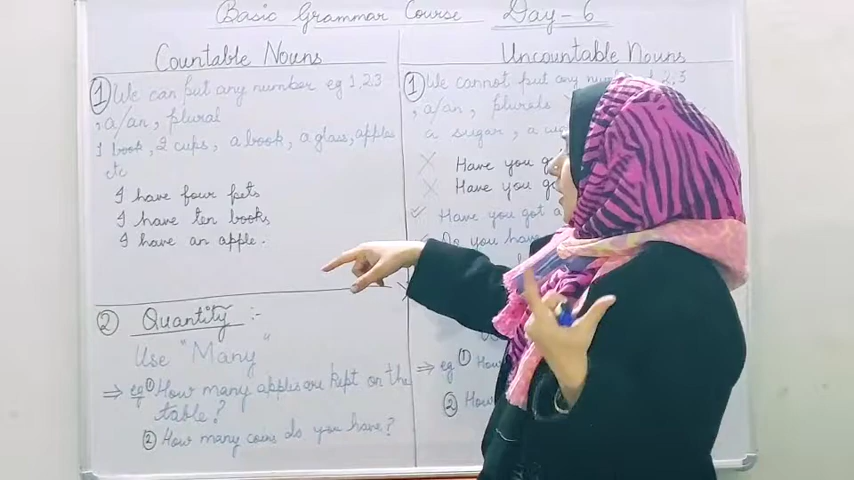 Basic Grammar Course Day - 6
Countable Nouns
① We can put any number eg 1,2,3
, a/an, plural
1 book, 2 cups, a book, a glass, apples
etc
I have four pets
I have ten books
I have an apple.
② Quantity :-
Use "Many"
⇒ eg ① How many apples are kept on the
table?
② How many coins do you have?
Uncountable Nouns
① We cannot put any 2,3
, a/an, plurals
a sugar, a
× Have you
× Have you
✓ Have you got
Do you have
⇒ eg ① How
② How